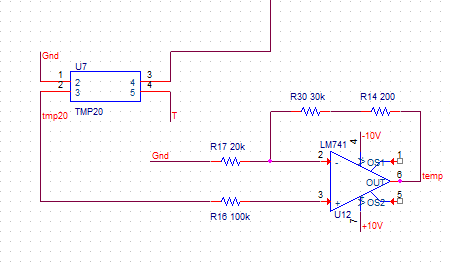 Gnd
U7
1
2
2
3
4
5
3
4
tmp20
TMP20
T
R30 30k
R14 200
Gnd
R17 20k
LM741
-10V
4
1
OS1
2
-
6
OUT
temp
3
+
OS2
5
R16 100k
U12
7
+10V